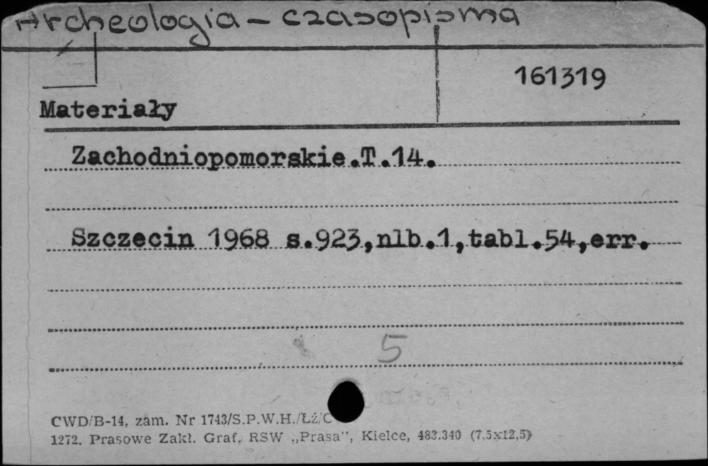 Archeologia - czasopisma
161319
Materiały
Zachodniopomorskie.T.14.
Szczecin 1968 s.923,nlb.1,tabl.54,err.
5
CWD/B-14, zam. Nr 1743/S.P.W.H./Łż/C
1272. Prasowe Zakł. Graf. RSW „Prasa", Kielce, 483.340 (7,5x12,5)